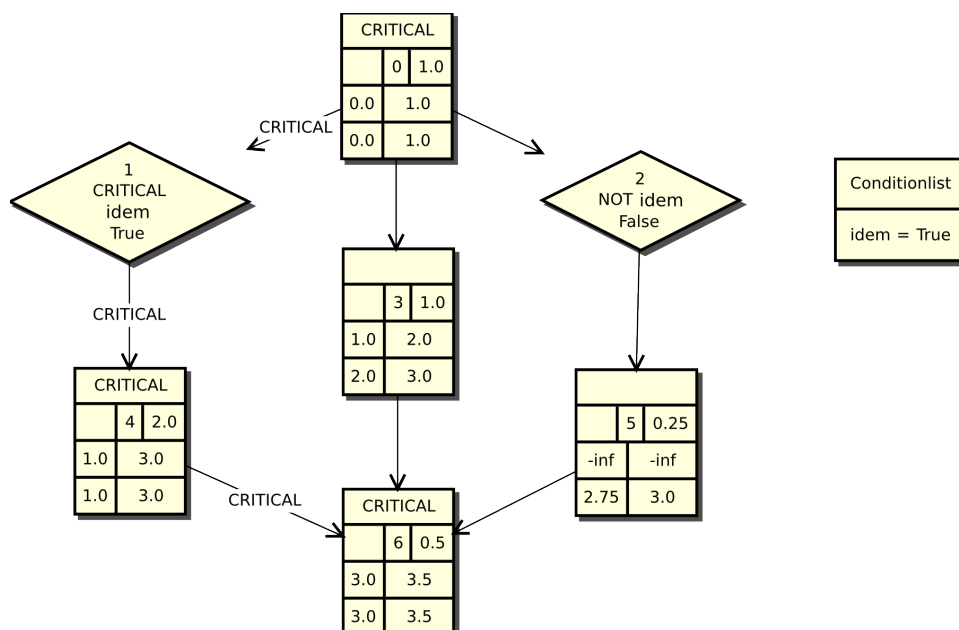 CRITICAL
0 1.0
0.0 1.0
0.0 1.0
CRITICAL
1
CRITICAL
idem
True
2
NOT idem
False
Conditionlist
idem = True
3 1.0
1.0 2.0
2.0 3.0
CRITICAL
CRITICAL
4 2.0
1.0 3.0
1.0 3.0
5 0.25
-inf -inf
2.75 3.0
CRITICAL
CRITICAL
6 0.5
3.0 3.5
3.0 3.5